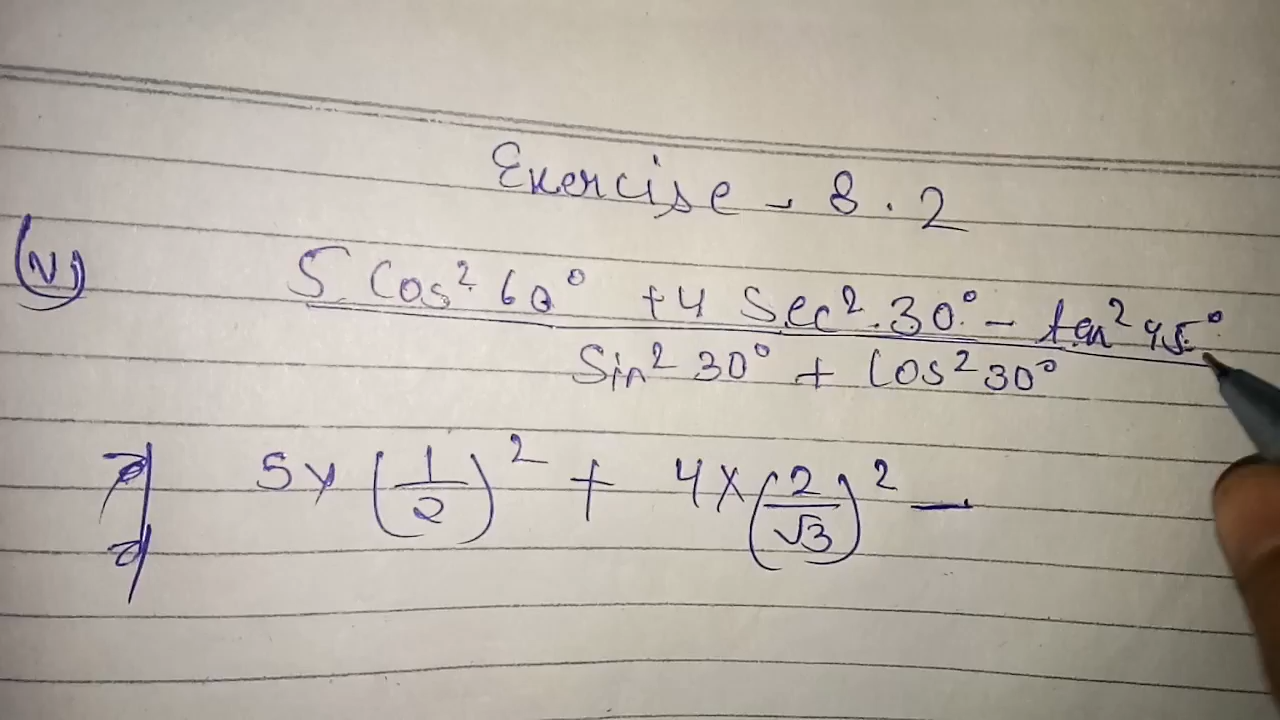 Exercise - 8.2
(v) 5 Cos² 60° + 4 Sec². 30° - tan² 45°
Sin² 30° + Cos² 30°
⇒ 5 × (1/2)² + 4 × (2/√3)² -